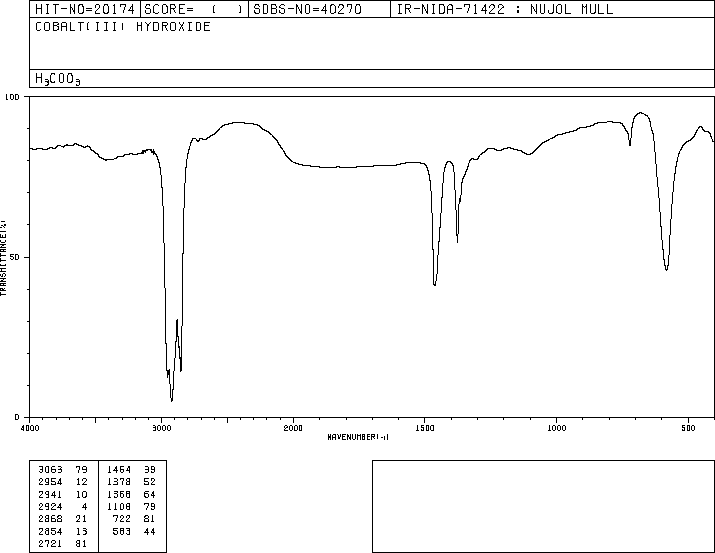 HIT-NO=20174 SCORE= ( ) SDBS-NO=40270 IR-NIDA-71422 : NUJOL MULL
COBALT(III) HYDROXIDE
H3COO3
100
50
0
TRANSMITTANCE(%)
4000 3000 2000 1500 1000 500
WAVENUMBER(-1)
3063 79 1464 39
2954 12 1378 52
2941 10 1368 64
2924 4 1108 79
2868 21 722 81
2854 13 583 44
2721 81